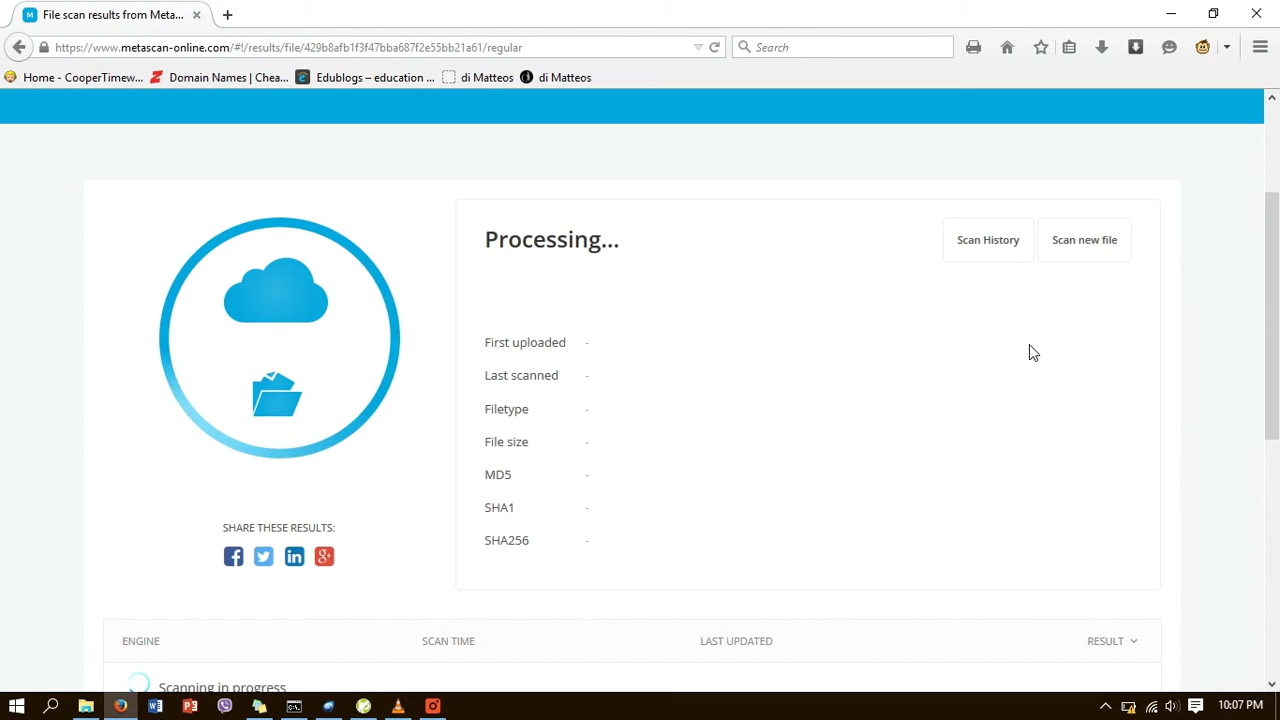 File scan results from Meta...
https://www.metascan-online.com/#!/results/file/429b8afb1f3f47bba687f2e55bb21a61/regular
Search
Home - CooperTimew...
Domain Names | Chea...
Edublogs – education ...
di Matteos
di Matteos
Processing...
Scan History
Scan new file
First uploaded -
Last scanned -
Filetype -
File size -
MD5 -
SHA1 -
SHA256 -
SHARE THESE RESULTS:
ENGINE SCAN TIME LAST UPDATED RESULT
Scanning in progress
10:07 PM